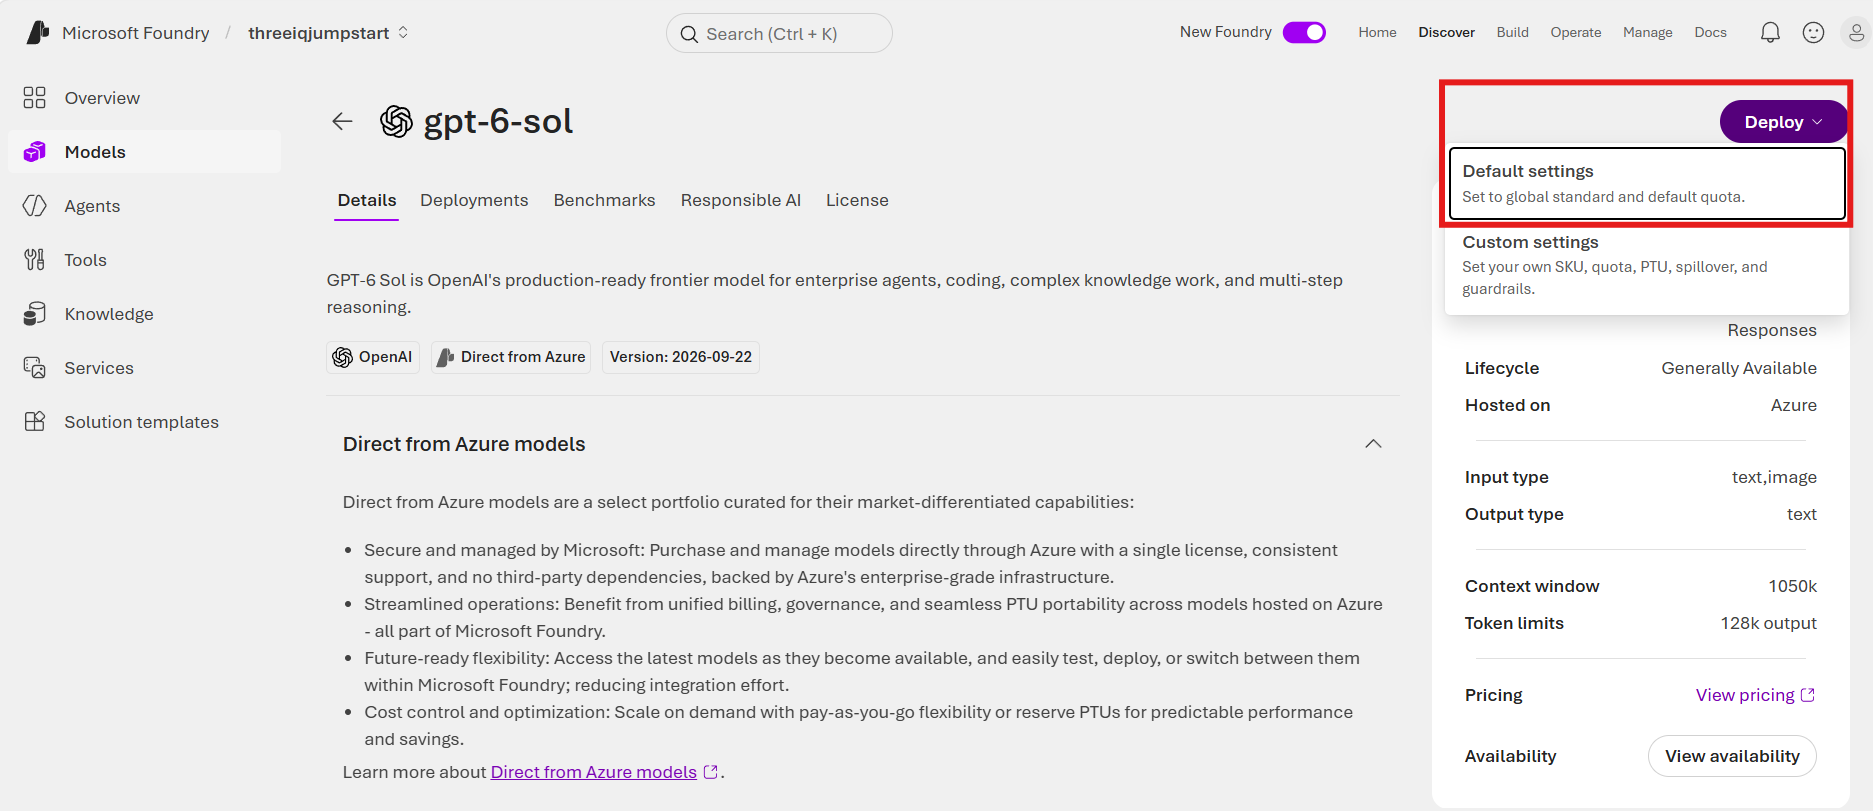 Microsoft Foundry / threeiqjumpstart
Search (Ctrl + K)
New Foundry
Home Discover Build Operate Manage Docs
Overview
Models
Agents
Tools
Knowledge
Services
Solution templates
gpt-6-sol
Details Deployments Benchmarks Responsible AI License
GPT-6 Sol is OpenAI's production-ready frontier model for enterprise agents, coding, complex knowledge work, and multi-step
reasoning.
OpenAI Direct from Azure Version: 2026-09-22
Direct from Azure models
Direct from Azure models are a select portfolio curated for their market-differentiated capabilities:
• Secure and managed by Microsoft: Purchase and manage models directly through Azure with a single license, consistent
support, and no third-party dependencies, backed by Azure's enterprise-grade infrastructure.
• Streamlined operations: Benefit from unified billing, governance, and seamless PTU portability across models hosted on Azure
- all part of Microsoft Foundry.
• Future-ready flexibility: Access the latest models as they become available, and easily test, deploy, or switch between them
within Microsoft Foundry; reducing integration effort.
• Cost control and optimization: Scale on demand with pay-as-you-go flexibility or reserve PTUs for predictable performance
and savings.
Learn more about Direct from Azure models .
Deploy
Default settings
Set to global standard and default quota.
Custom settings
Set your own SKU, quota, PTU, spillover, and
guardrails.
Responses
Lifecycle Generally Available
Hosted on Azure
Input type text,image
Output type text
Context window 1050k
Token limits 128k output
Pricing View pricing
Availability View availability